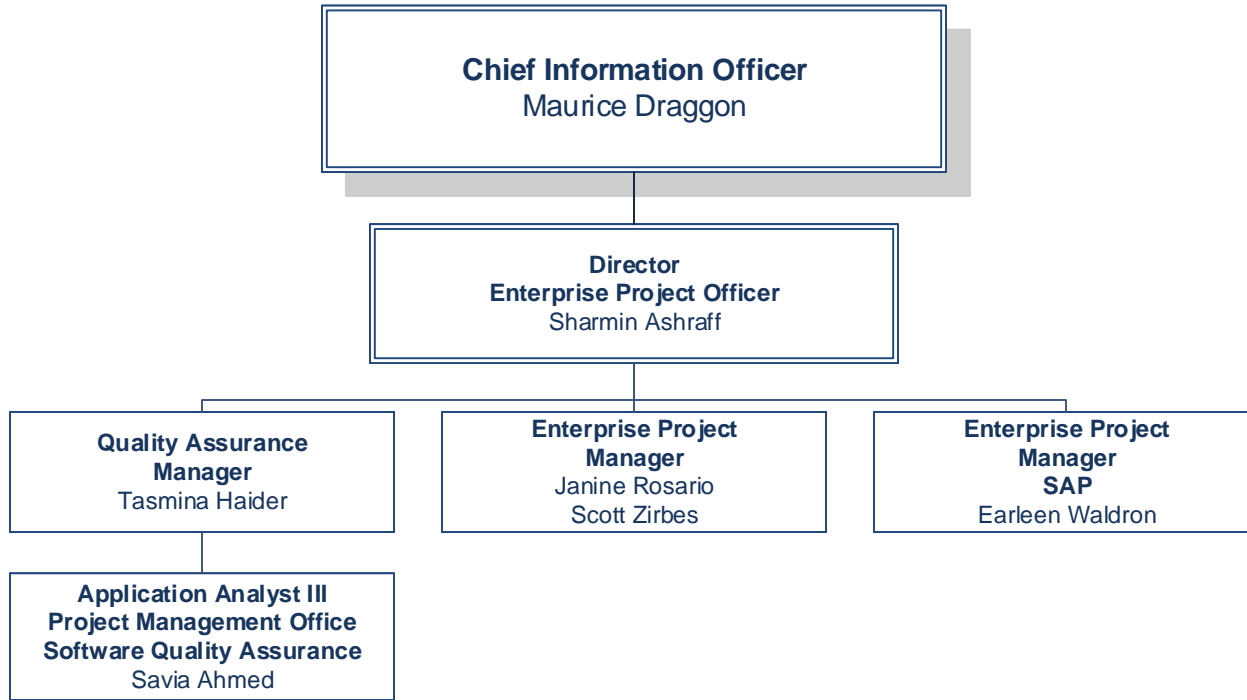 Chief Information Officer
Maurice Draggon
Director
Enterprise Project Officer
Sharmin Ashraff
Quality Assurance
Manager
Tasmina Haider
Enterprise Project
Manager
Janine Rosario
Scott Zirbes
Enterprise Project
Manager
SAP
Earleen Waldron
Application Analyst III
Project Management Office
Software Quality Assurance
Savia Ahmed